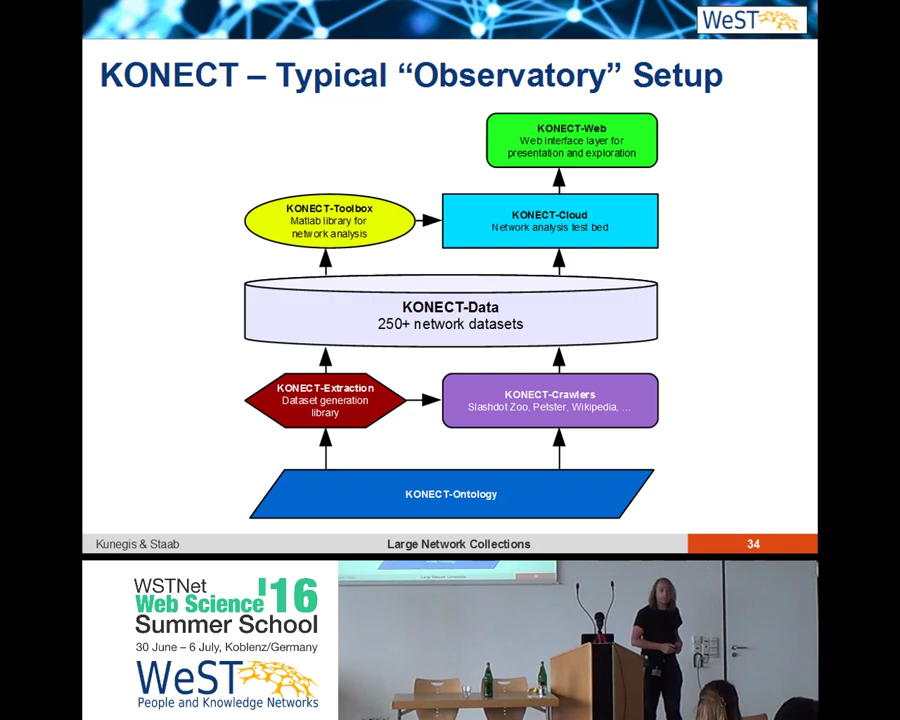 WeST
KONECT – Typical “Observatory” Setup
KONECT-Web
Web interface layer for
presentation and exploration
KONECT-Toolbox
Matlab library for
network analysis
KONECT-Cloud
Network analysis test bed
KONECT-Data
250+ network datasets
KONECT-Extraction
Dataset generation
library
KONECT-Crawlers
Slashdot Zoo, Petster, Wikipedia, ...
KONECT-Ontology
Kunegis & Staab
Large Network Collections
34
WSTNet
Web Science '16
Summer School
30 June – 6 July, Koblenz/Germany
WeST
People and Knowledge Networks
Large Network Collections